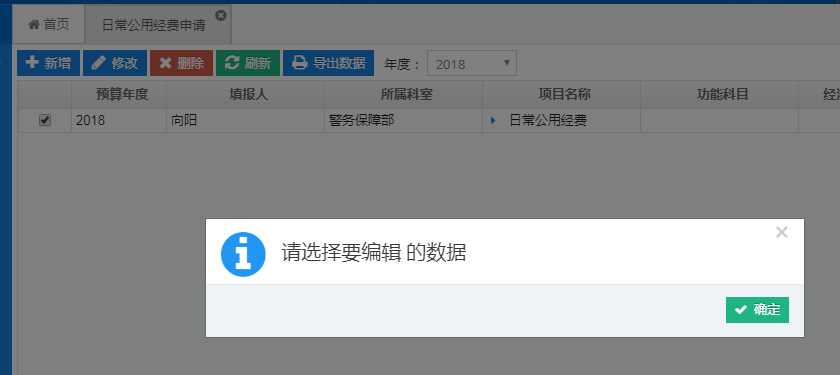 首页 日常公用经费申请
新增 修改 删除 刷新 导出数据 年度： 2018
预算年度 填报人 所属科室 项目名称 功能科目
2018 向阳 警务保障部 日常公用经费
请选择要编辑 的数据
确定